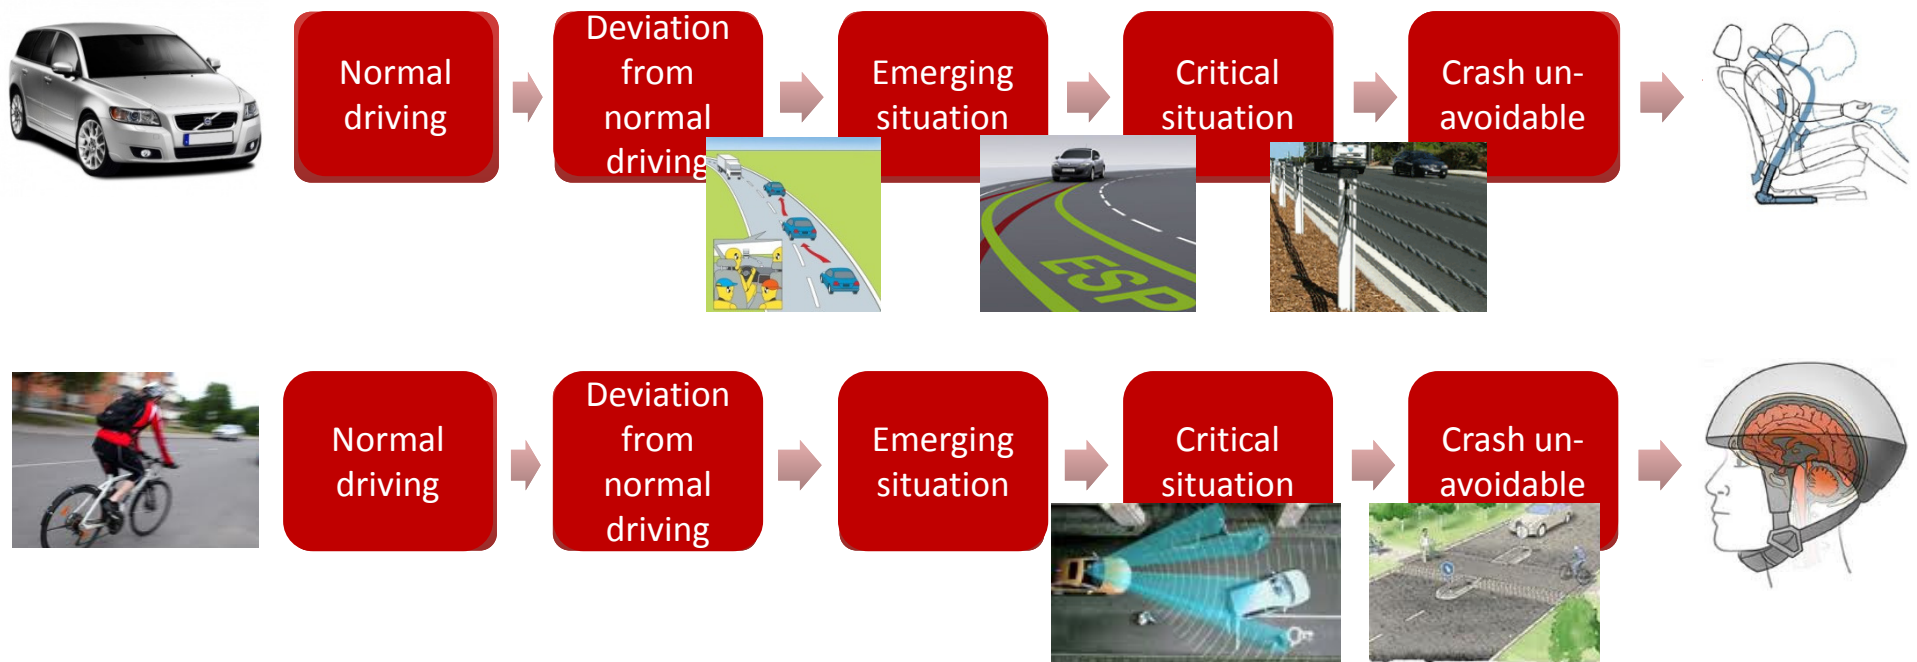 Normal
driving
Deviation
from
normal
driving
Emerging
situation
Critical
situation
Crash un-
avoidable
ESP
Normal
driving
Deviation
from
normal
driving
Emerging
situation
Critical
situation
Crash un-
avoidable